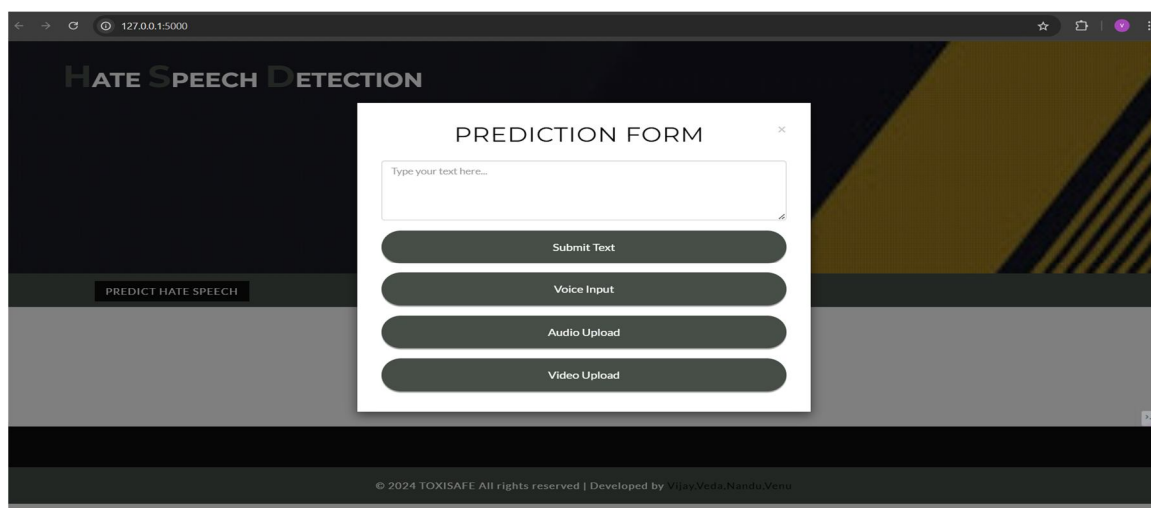 127.0.0.1:5000
HATE SPEECH DETECTION
PREDICTION FORM
×
Type your text here...
Submit Text
Voice Input
Audio Upload
Video Upload
PREDICT HATE SPEECH
© 2024 TOXISAFE All rights reserved | Developed by Vijay,Veda.Nandu,Venu